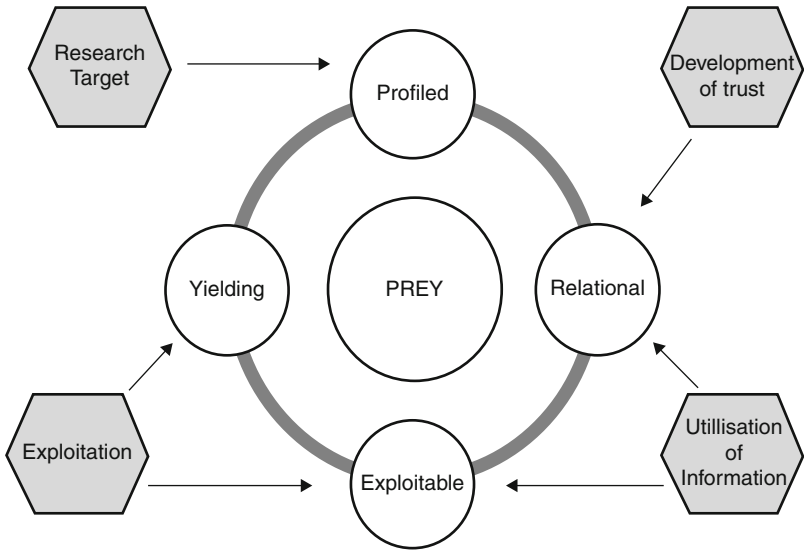 Research
Target
Profiled
Development
of trust
Yielding
PREY
Relational
Exploitation
Exploitable
Utillisation
of
Information